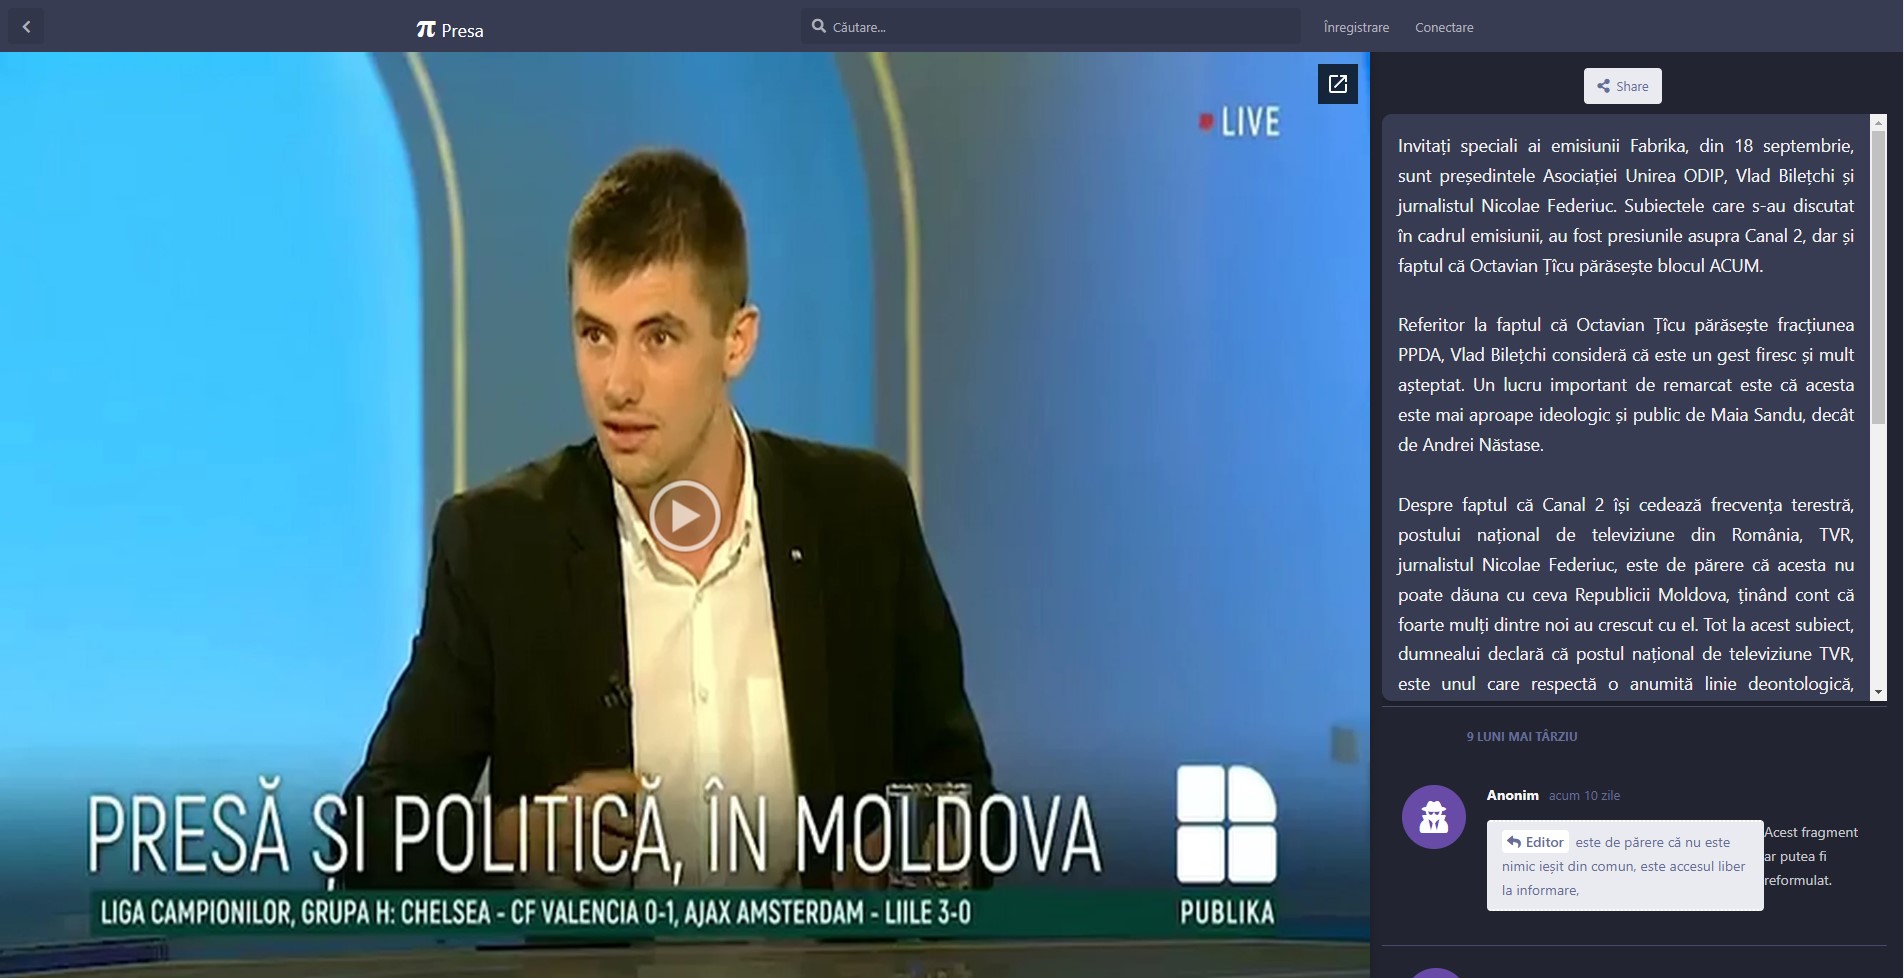 π Presa
Căutare...
Înregistrare
Conectare
LIVE
PRESĂ ȘI POLITICĂ, ÎN MOLDOVA
LIGA CAMPIONILOR, GRUPA H: CHELSEA - CF VALENCIA 0-1, AJAX AMSTERDAM - LIILE 3-0
PUBLIKA
Share
Invitați speciali ai emisiunii Fabrika, din 18 septembrie,
sunt președintele Asociației Unirea ODIP, Vlad Bilețchi și
jurnalistul Nicolae Federiuc. Subiectele care s-au discutat
în cadrul emisiunii, au fost presiunile asupra Canal 2, dar și
faptul că Octavian Țîcu părăsește blocul ACUM.
Referitor la faptul că Octavian Țîcu părăsește fracțiunea
PPDA, Vlad Bilețchi consideră că este un gest firesc și mult
așteptat. Un lucru important de remarcat este că acesta
este mai aproape ideologic și public de Maia Sandu, decât
de Andrei Năstase.
Despre faptul că Canal 2 își cedează frecvența terestră,
postului național de televiziune din România, TVR,
jurnalistul Nicolae Federiuc, este de părere că acesta nu
poate dăuna cu ceva Republicii Moldova, ținând cont că
foarte mulți dintre noi au crescut cu el. Tot la acest subiect,
dumnealui declară că postul național de televiziune TVR,
este unul care respectă o anumită linie deontologică,
9 LUNI MAI TÂRZIU
Anonim acum 10 zile
Editor este de părere că nu este
nimic ieșit din comun, este accesul liber
la informare,
Acest fragment
ar putea fi
reformulat.